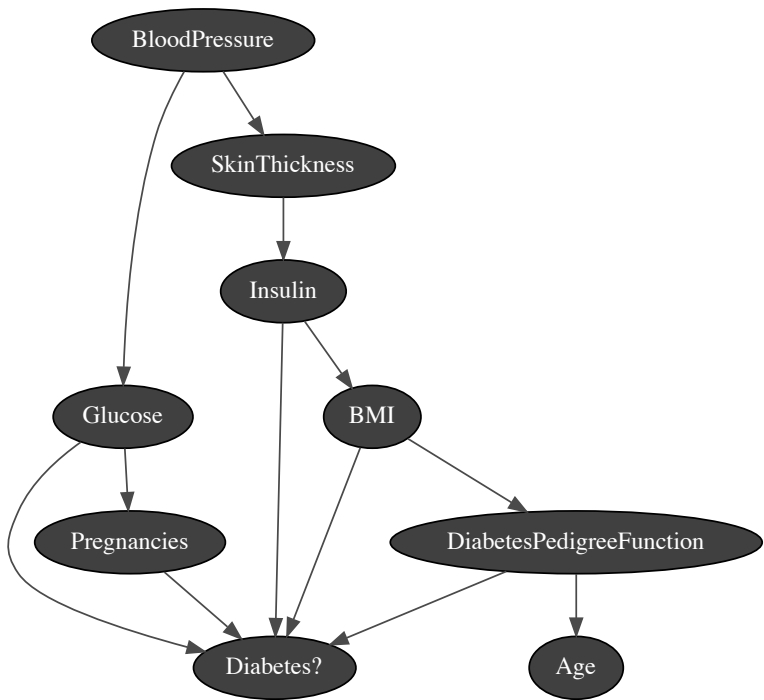 BloodPressure
SkinThickness
Insulin
Glucose
BMI
Pregnancies
DiabetesPedigreeFunction
Diabetes?
Age